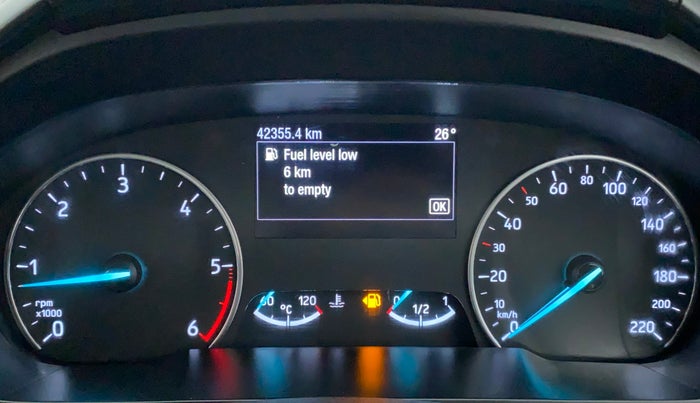 42355.4 km 26°
Fuel level low
6 km
to empty
OK
0 1 2 3 4 5 6
rpm
x1000
60 120
°C
0 1
1/2
0 10 20 30 40 50 60 80 100 120 140 160 180 200 220
km/h